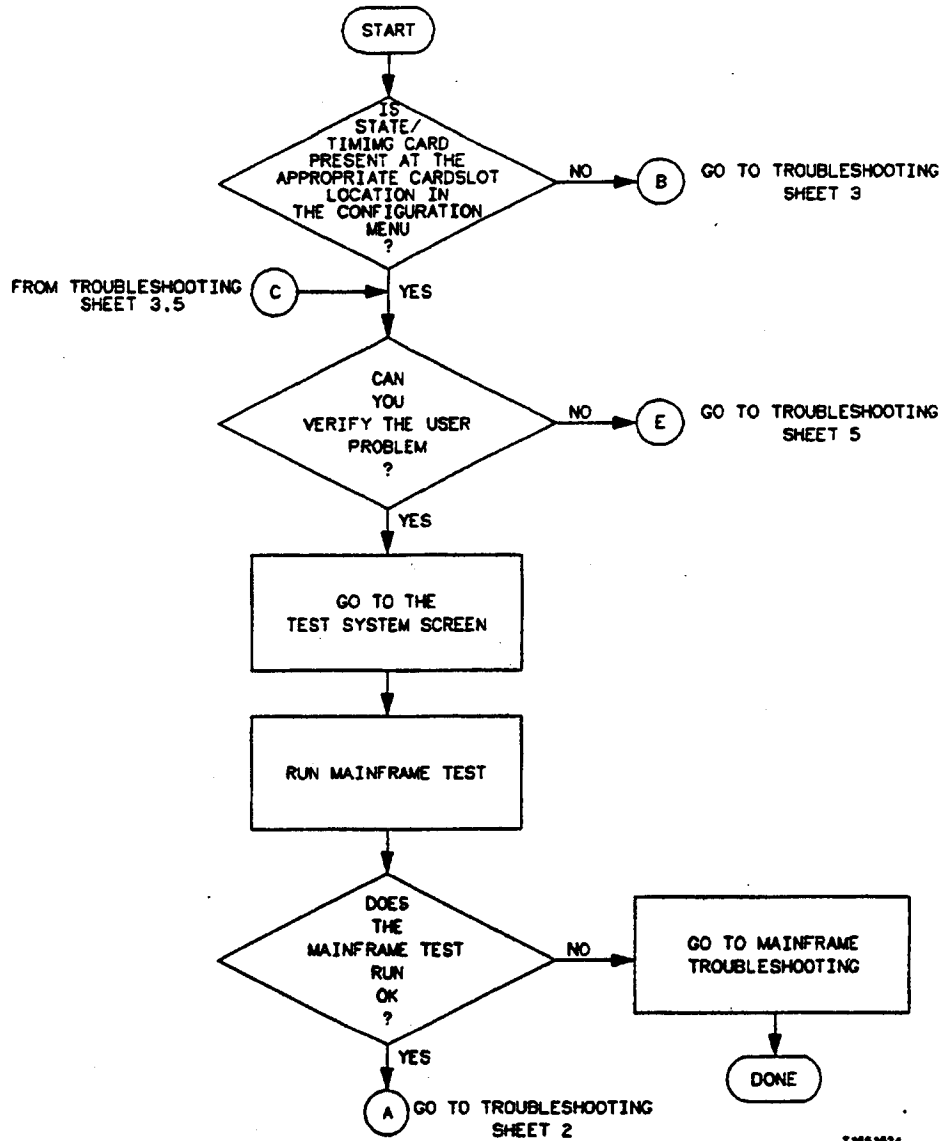 START
IS
STATE/
TIMIMG CARD
PRESENT AT THE
APPROPRIATE CARDSLOT
LOCATION IN
THE CONFIGURATION
MENU
?
NO
B
GO TO TROUBLESHOOTING
SHEET 3
FROM TROUBLESHOOTING
SHEET 3.5
C
YES
CAN
YOU
VERIFY THE USER
PROBLEM
?
NO
E
GO TO TROUBLESHOOTING
SHEET 5
YES
GO TO THE
TEST SYSTEM SCREEN
RUN MAINFRAME TEST
DOES
THE
MAINFRAME TEST
RUN
OK
?
NO
GO TO MAINFRAME
TROUBLESHOOTING
DONE
YES
A
GO TO TROUBLESHOOTING
SHEET 2